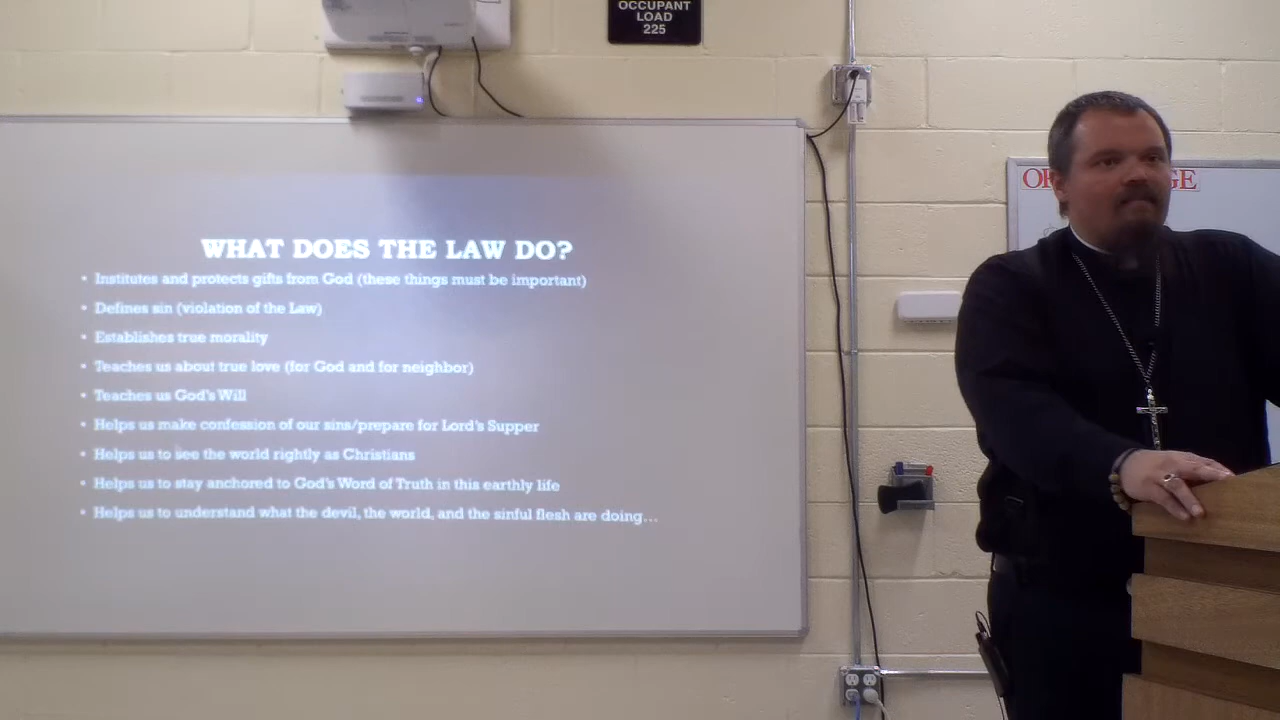 OCCUPANT
LOAD
225
WHAT DOES THE LAW DO?
• Institutes and protects gifts from God (these things must be important)
• Defines sin (violation of the Law)
• Establishes true morality
• Teaches us about true love (for God and for neighbor)
• Teaches us God's Will
• Helps us make confession of our sins/prepare for Lord's Supper
• Helps us to see the world rightly as Christians
• Helps us to stay anchored to God's Word of Truth in this earthly life
• Helps us to understand what the devil, the world, and the sinful flesh are doing...